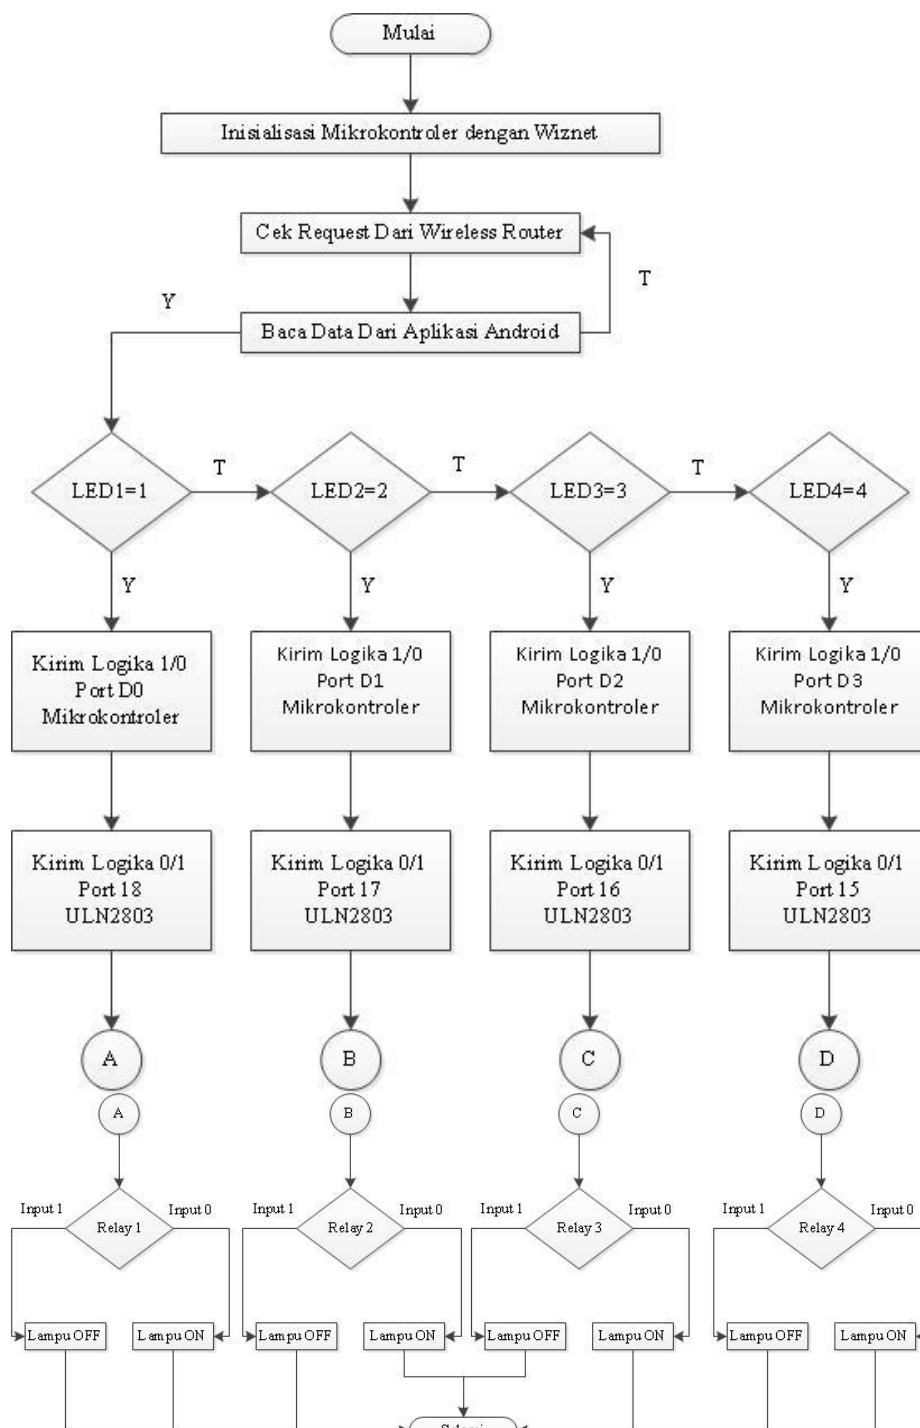 Mulai
Inisialisasi Mikrokontroler dengan Wiznet
Cek Request Dari Wireless Router
T
Y
Baca Data Dari Aplikasi Android
LED1=1
T
LED2=2
T
LED3=3
T
LED4=4
Y
Y
Y
Y
Kirim Logika 1/0
Port D0
Mikrokontroler
Kirim Logika 1/0
Port D1
Mikrokontroler
Kirim Logika 1/0
Port D2
Mikrokontroler
Kirim Logika 1/0
Port D3
Mikrokontroler
Kirim Logika 0/1
Port 18
ULN2803
Kirim Logika 0/1
Port 17
ULN2803
Kirim Logika 0/1
Port 16
ULN2803
Kirim Logika 0/1
Port 15
ULN2803
A
B
C
D
A
B
C
D
Input 1
Relay 1
Input 0
Input 1
Relay 2
Input 0
Input 1
Relay 3
Input 0
Input 1
Relay 4
Input 0
Lampu OFF
Lampu ON
Lampu OFF
Lampu ON
Lampu OFF
Lampu ON
Lampu OFF
Lampu ON